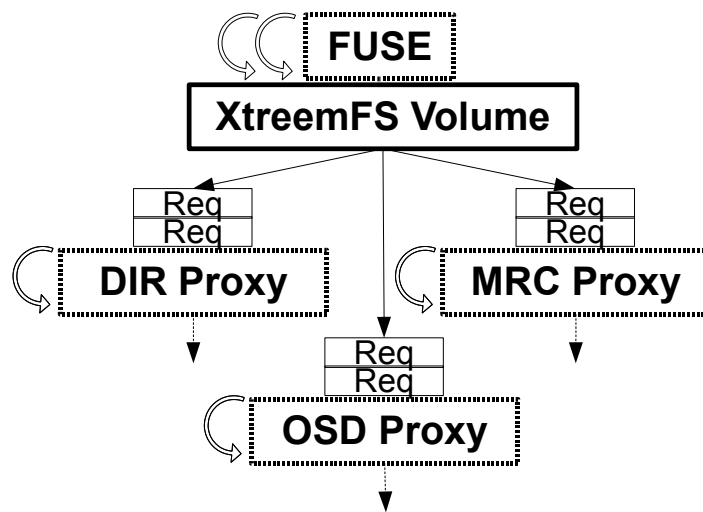 FUSE
XtreemFS Volume
Req
Req
DIR Proxy
Req
Req
MRC Proxy
Req
Req
OSD Proxy